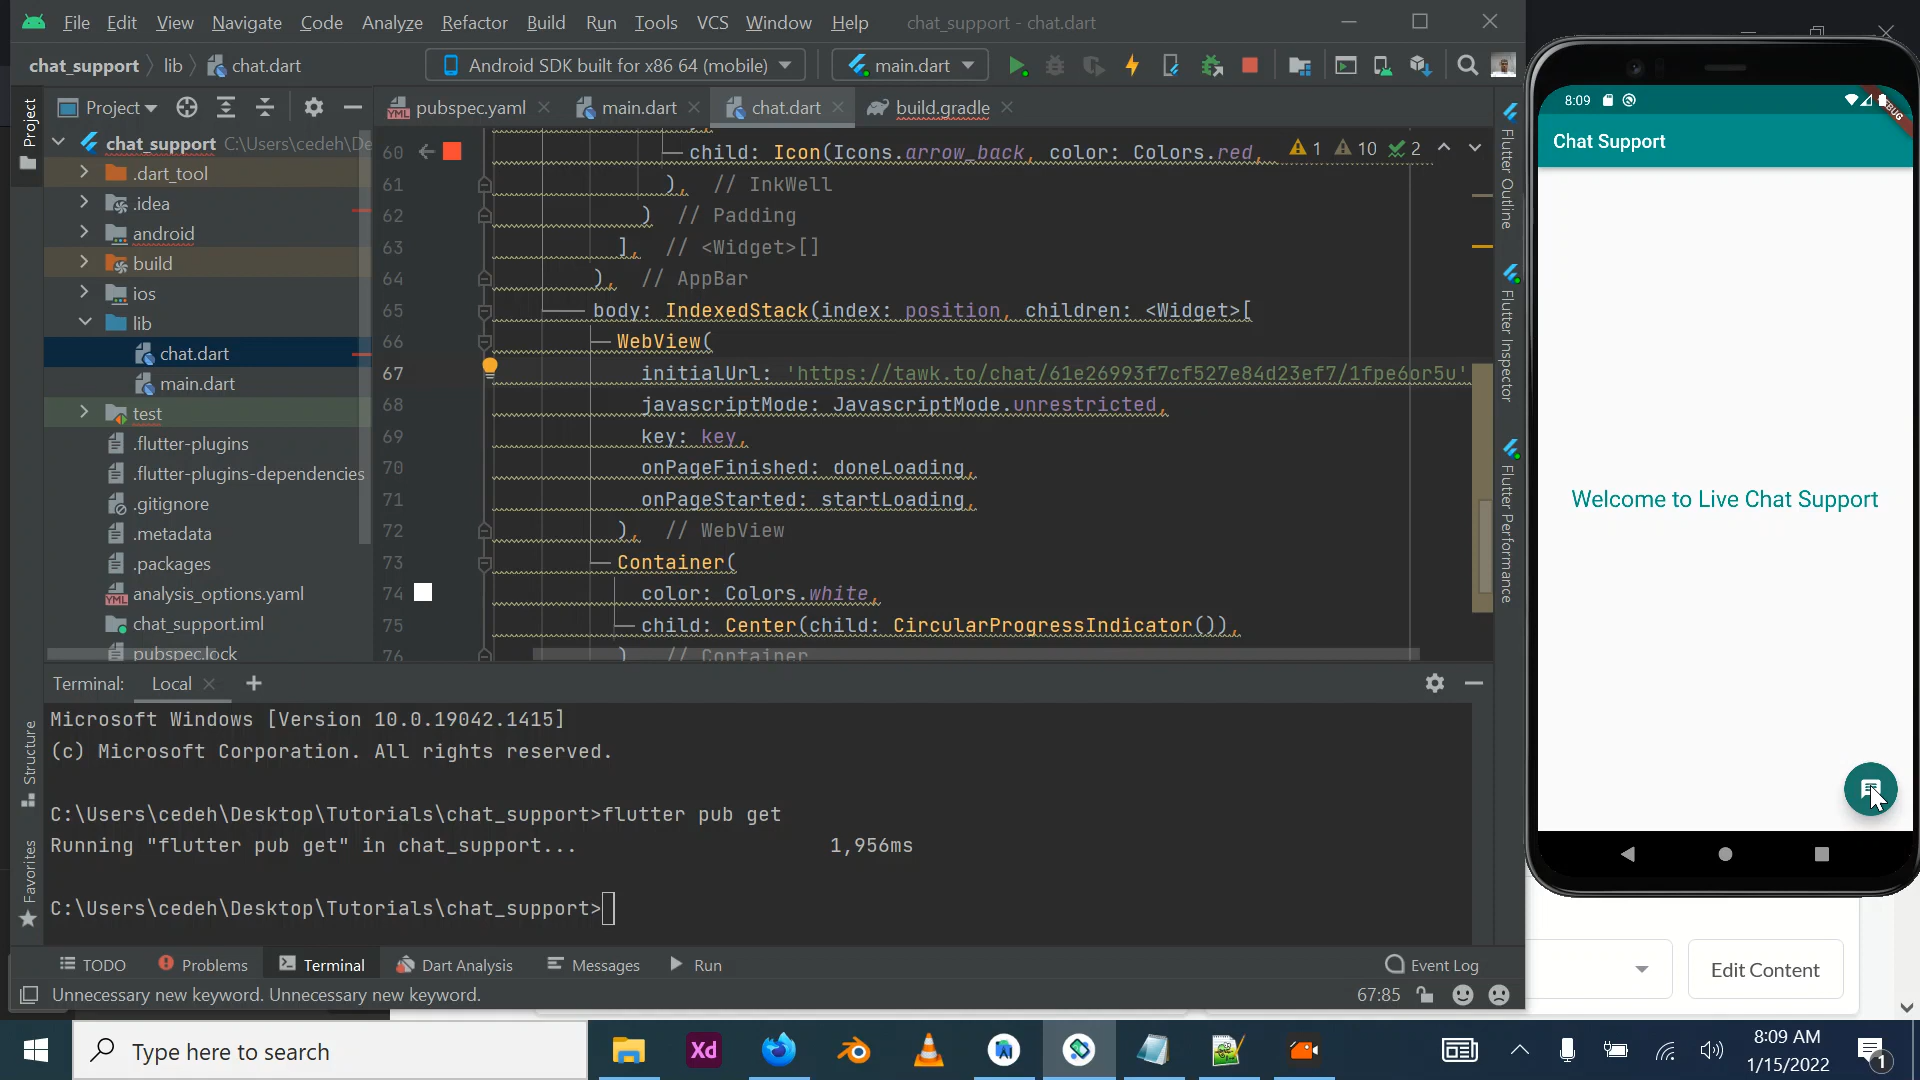 File Edit View Navigate Code Analyze Refactor Build Run Tools VCS Window Help chat_support - chat.dart
chat_support lib chat.dart
Android SDK built for x86 64 (mobile) main.dart
Project
pubspec.yaml main.dart chat.dart build.gradle
Project
chat_support C:\Users\cedeh\De
.dart_tool
.idea
android
build
ios
lib
chat.dart
main.dart
test
.flutter-plugins
.flutter-plugins-dependencies
.gitignore
.metadata
.packages
analysis_options.yaml
chat_support.iml
pubspec.lock
Structure
Favorites
60 child: Icon(Icons.arrow_back, color: Colors.red,
1 10 2
61 ), // InkWell
62 ) // Padding
63 ], // <Widget>[]
64 ), // AppBar
65 body: IndexedStack(index: position, children: <Widget>[
66 WebView(
67 initialUrl: 'https://tawk.to/chat/61e26993f7cf527e84d23ef7/1fpe6or5u'
68 javascriptMode: JavascriptMode.unrestricted,
69 key: key,
70 onPageFinished: doneLoading,
71 onPageStarted: startLoading,
72 ), // WebView
73 Container(
74 color: Colors.white,
75 child: Center(child: CircularProgressIndicator()),
76 ) // Container
Flutter Outline
Flutter Inspector
Flutter Performance
Terminal: Local
Microsoft Windows [Version 10.0.19042.1415]
(c) Microsoft Corporation. All rights reserved.
C:\Users\cedeh\Desktop\Tutorials\chat_support>flutter pub get
Running "flutter pub get" in chat_support... 1,956ms
C:\Users\cedeh\Desktop\Tutorials\chat_support>
TODO Problems Terminal Dart Analysis Messages Run Event Log
Unnecessary new keyword. Unnecessary new keyword. 67:85
8:09
DEBUG
Chat Support
Welcome to Live Chat Support
Edit Content
Type here to search
Xd
8:09 AM
1/15/2022
1